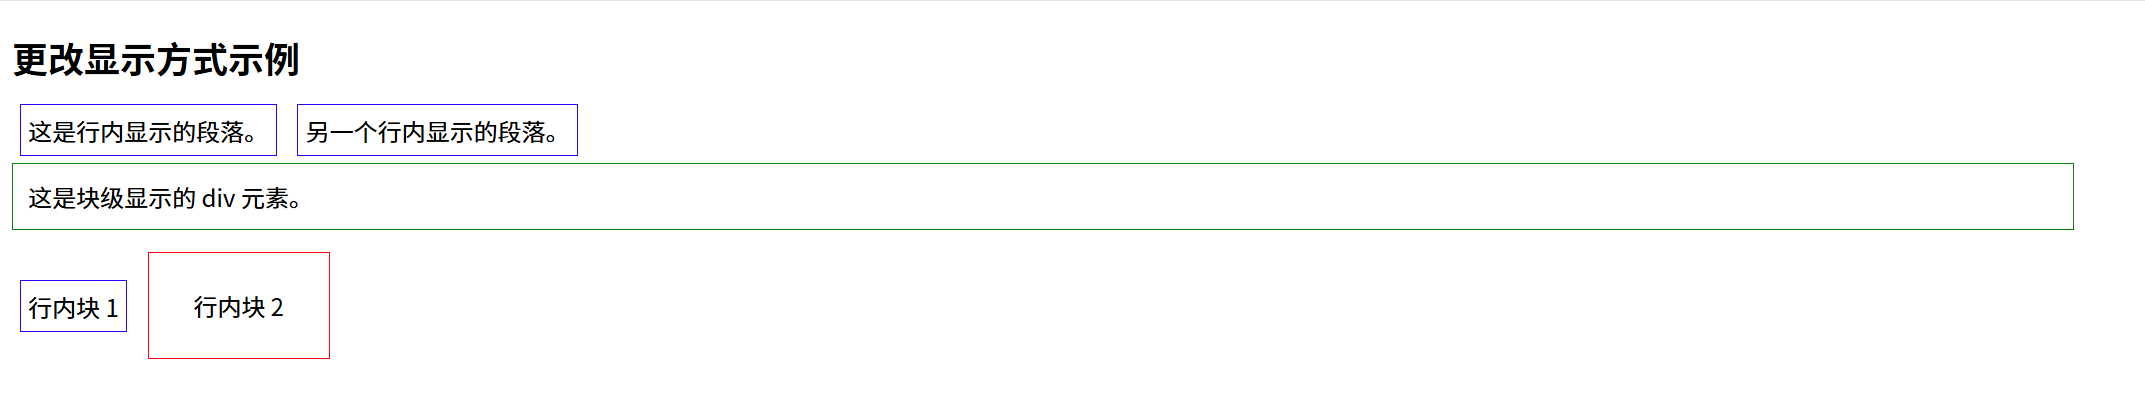 更改显示方式示例
这是行内显示的段落。 另一个行内显示的段落。
这是块级显示的 div 元素。
行内块 1 行内块 2